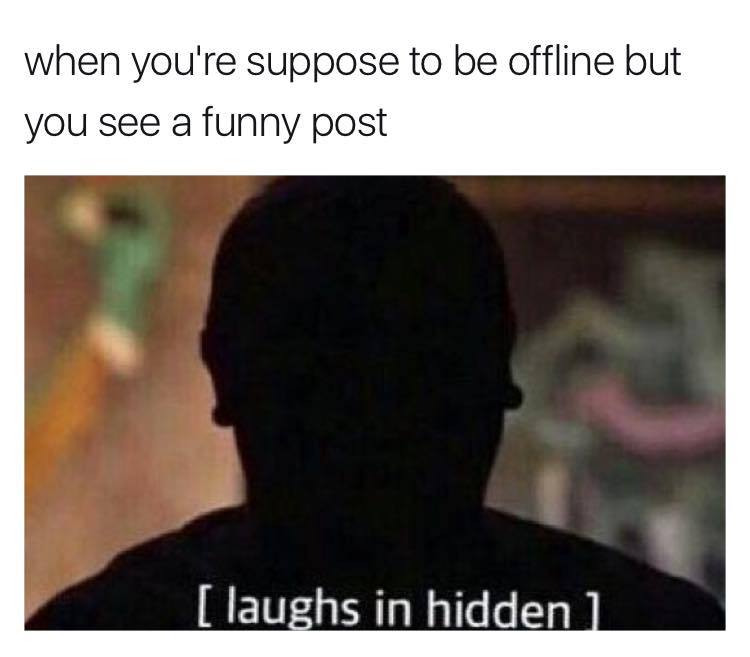 when you're suppose to be offline but
you see a funny post
[ laughs in hidden ]